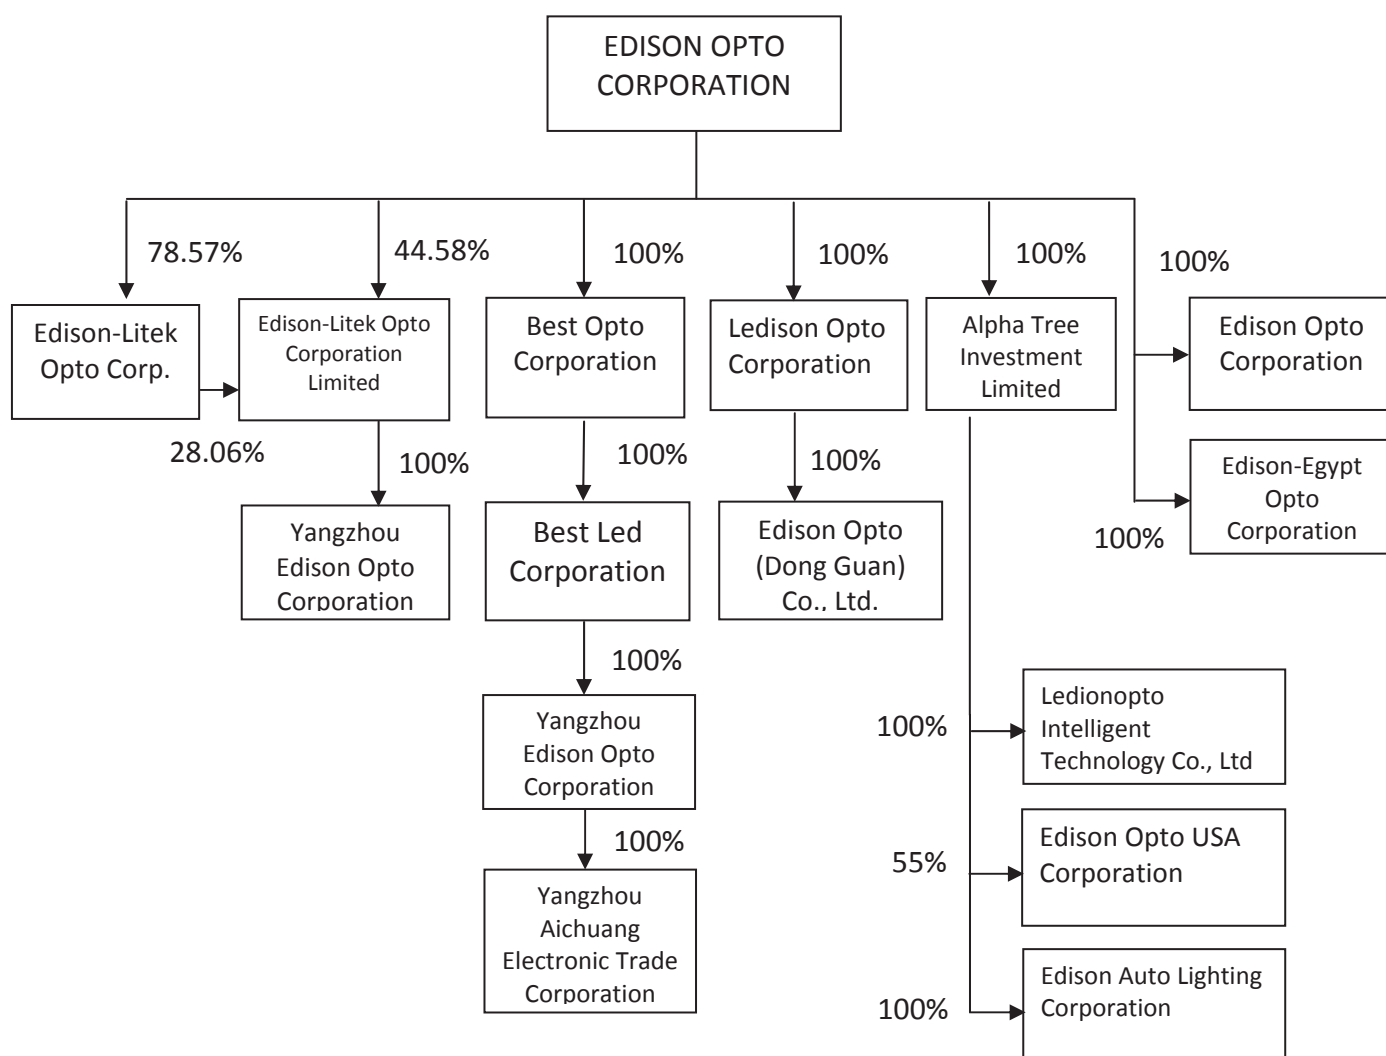 EDISON OPTO
CORPORATION
78.57%
44.58%
100%
100%
100%
100%
Edison-Litek
Opto Corp.
Edison-Litek Opto
Corporation
Limited
Best Opto
Corporation
Ledison Opto
Corporation
Alpha Tree
Investment
Limited
Edison Opto
Corporation
28.06%
100%
100%
100%
100%
Edison-Egypt
Opto
Corporation
Yangzhou
Edison Opto
Corporation
Best Led
Corporation
Edison Opto
(Dong Guan)
Co., Ltd.
100%
Yangzhou
Edison Opto
Corporation
100%
Ledionopto
Intelligent
Technology Co., Ltd
100%
Yangzhou
Aichuang
Electronic Trade
Corporation
55%
Edison Opto USA
Corporation
100%
Edison Auto Lighting
Corporation